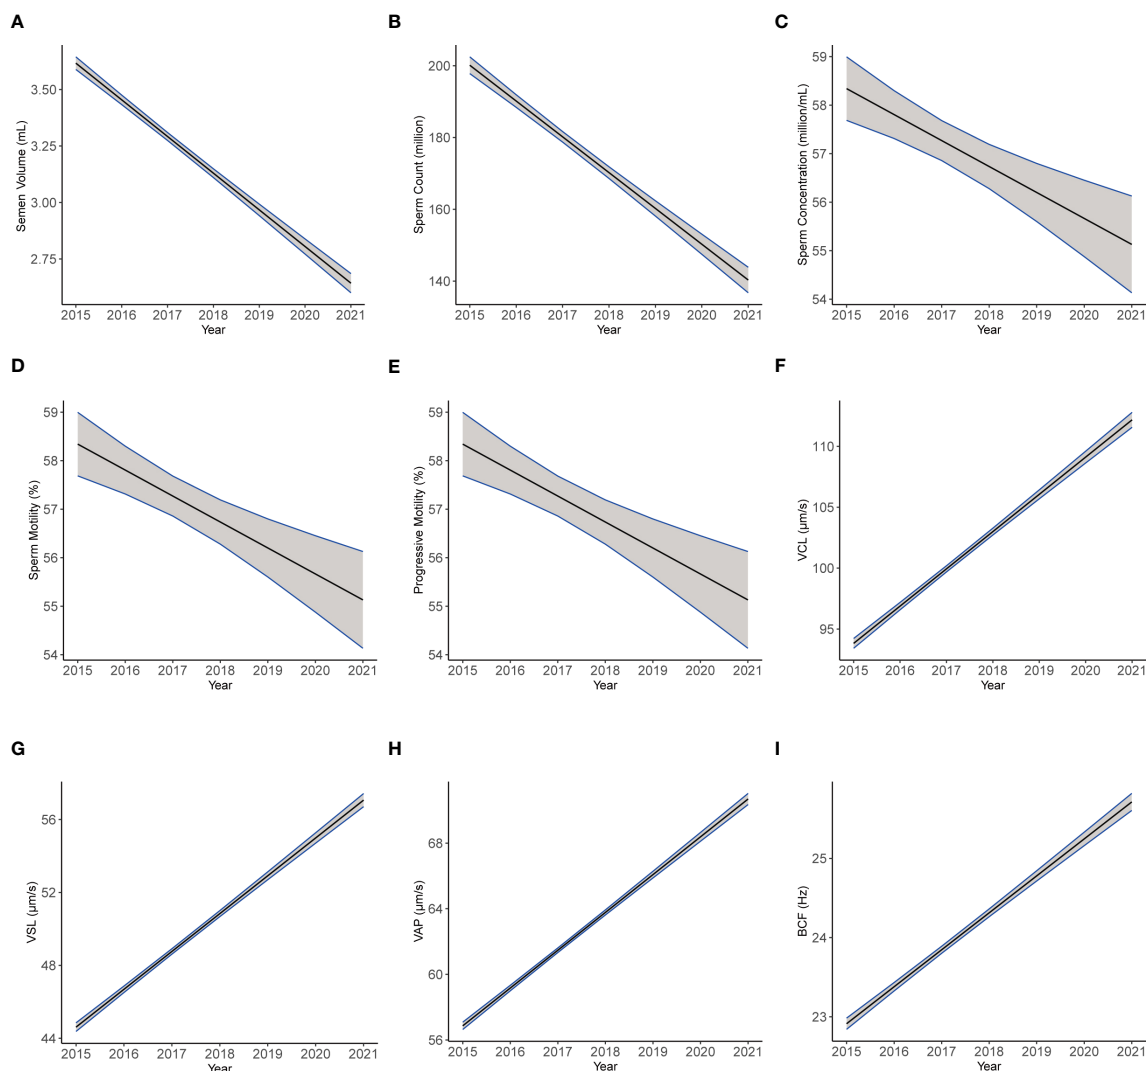 A
B
C
Semen Volume (mL)
3.50
3.25
3.00
2.75
2015 2016 2017 2018 2019 2020 2021
Year
Sperm Count (million)
200
180
160
140
2015 2016 2017 2018 2019 2020 2021
Year
Sperm Concentration (million/mL)
59
58
57
56
55
54
2015 2016 2017 2018 2019 2020 2021
Year
D
E
F
Sperm Motility (%)
59
58
57
56
55
54
2015 2016 2017 2018 2019 2020 2021
Year
Progressive Motility (%)
59
58
57
56
55
54
2015 2016 2017 2018 2019 2020 2021
Year
VCL (μm/s)
110
105
100
95
2015 2016 2017 2018 2019 2020 2021
Year
G
H
I
VSL (μm/s)
56
52
48
44
2015 2016 2017 2018 2019 2020 2021
Year
VAP (μm/s)
68
64
60
56
2015 2016 2017 2018 2019 2020 2021
Year
BCF (Hz)
25
24
23
2015 2016 2017 2018 2019 2020 2021
Year